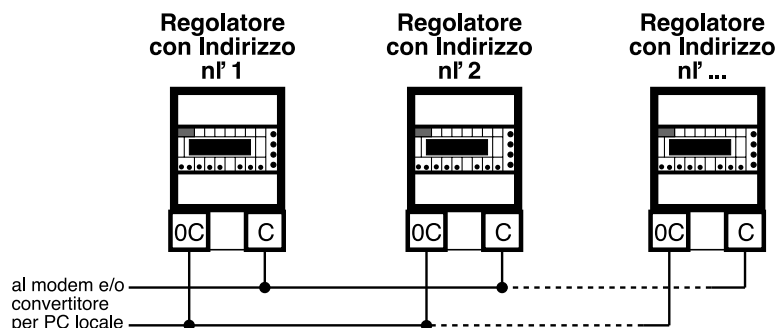 Regolatore
con Indirizzo
nl' 1
Regolatore
con Indirizzo
nl' 2
Regolatore
con Indirizzo
nl' ...
0C
C
0C
C
0C
C
al modem e/o
convertitore
per PC locale